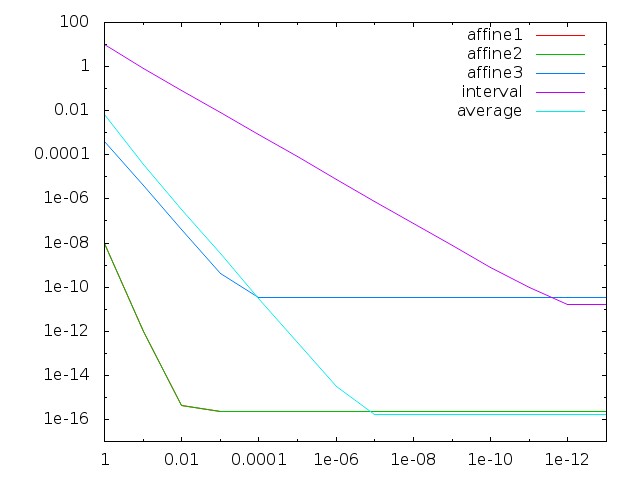 100
1
0.01
0.0001
1e-06
1e-08
1e-10
1e-12
1e-14
1e-16
affine1
affine2
affine3
interval
average
1 0.01 0.0001 1e-06 1e-08 1e-10 1e-12